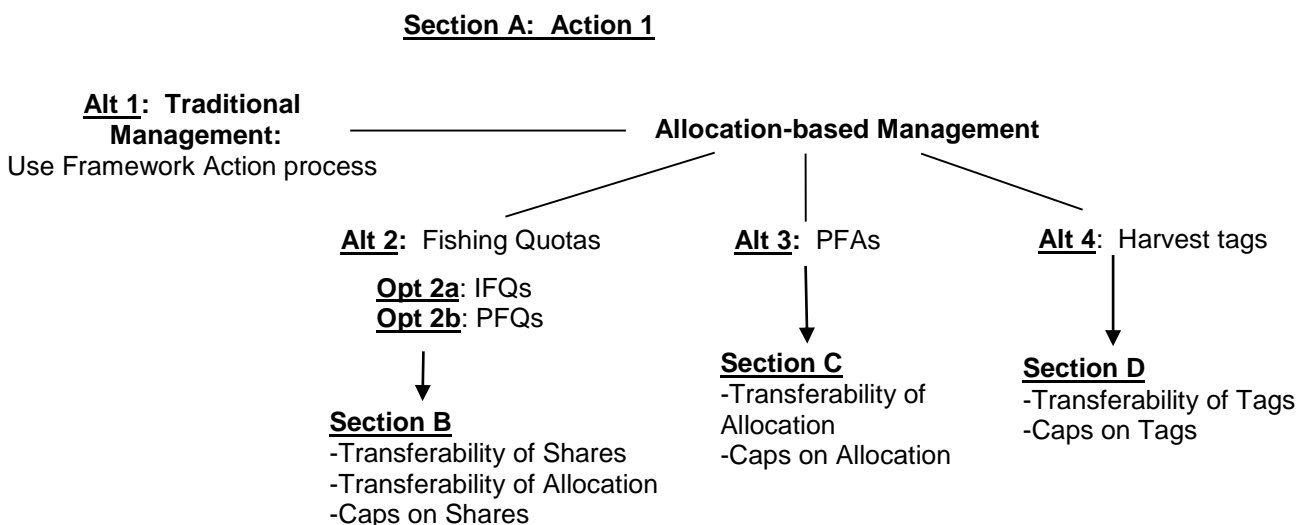 Section A: Action 1
Alt 1: Traditional
Management:
Use Framework Action process
Allocation-based Management
Alt 2: Fishing Quotas
Opt 2a: IFQs
Opt 2b: PFQs
Section B
-Transferability of Shares
-Transferability of Allocation
-Caps on Shares
Alt 3: PFAs
Section C
-Transferability of
Allocation
-Caps on Allocation
Alt 4: Harvest tags
Section D
-Transferability of Tags
-Caps on Tags